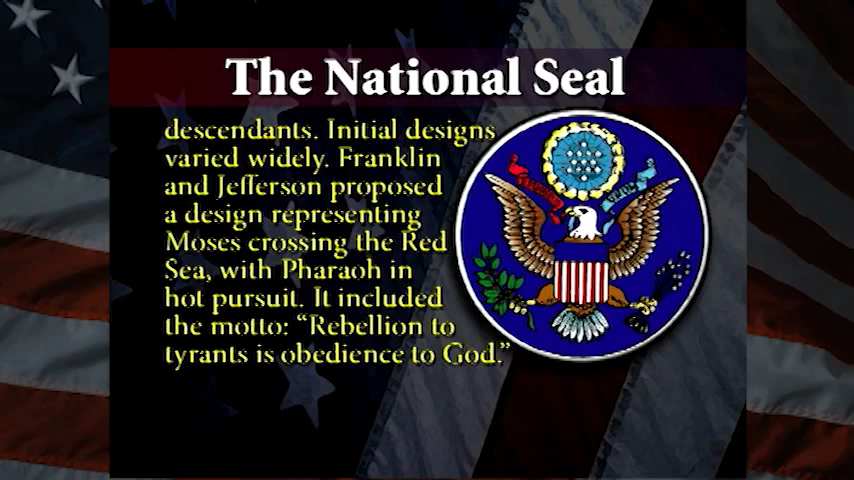 The National Seal
descendants. Initial designs
varied widely. Franklin
and Jefferson proposed
a design representing
Moses crossing the Red
Sea, with Pharaoh in
hot pursuit. It included
the motto: “Rebellion to
tyrants is obedience to God.”